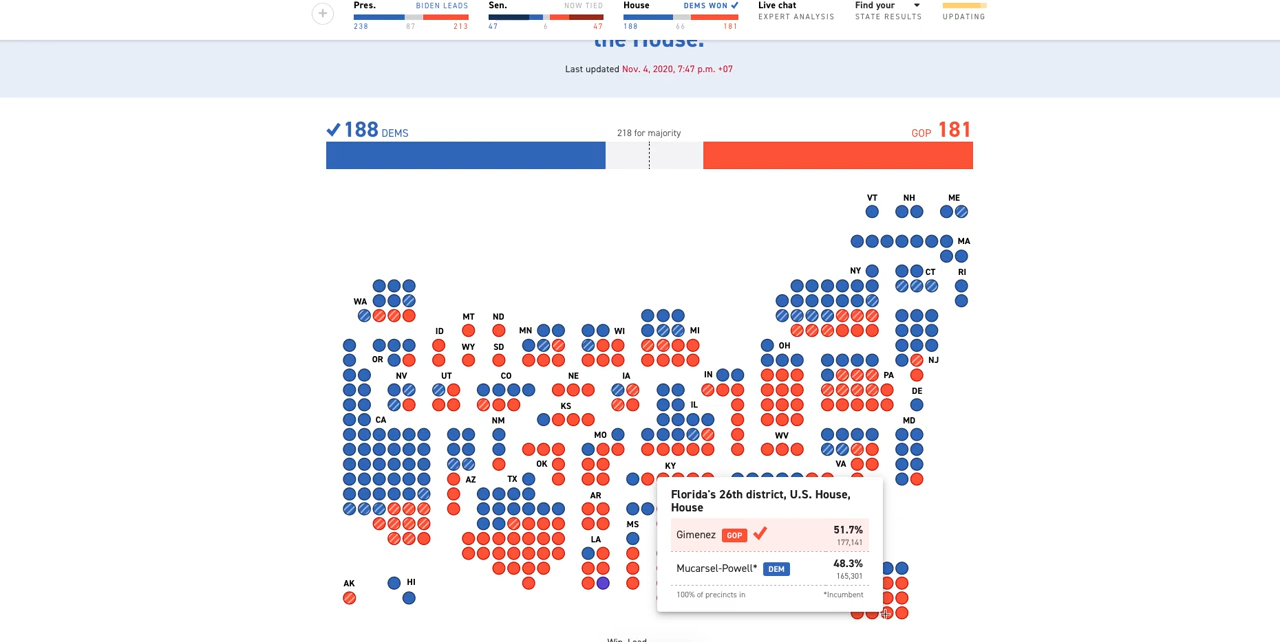 Pres. BIDEN LEADS
238 87 213
Sen. NOW TIED
47 6 47
House DEMS WON ✓
188 66 181
Live chat
EXPERT ANALYSIS
Find your
STATE RESULTS
UPDATING
the House.
Last updated Nov. 4, 2020, 7:47 p.m. +07
✓188 DEMS
218 for majority
GOP 181
VT NH ME
MA
NY CT RI
WA
MT ND
ID MN WI MI
OR WY SD OH
NJ
NV UT CO NE IA IN PA
DE
KS IL
CA NM MD
MO WV
OK KY VA
AZ TX
AR
MS
LA
AK HI
Florida's 26th district, U.S. House,
House
Gimenez GOP ✓ 51.7%
177,141
Mucarsel-Powell* DEM 48.3%
165,301
100% of precincts in *Incumbent